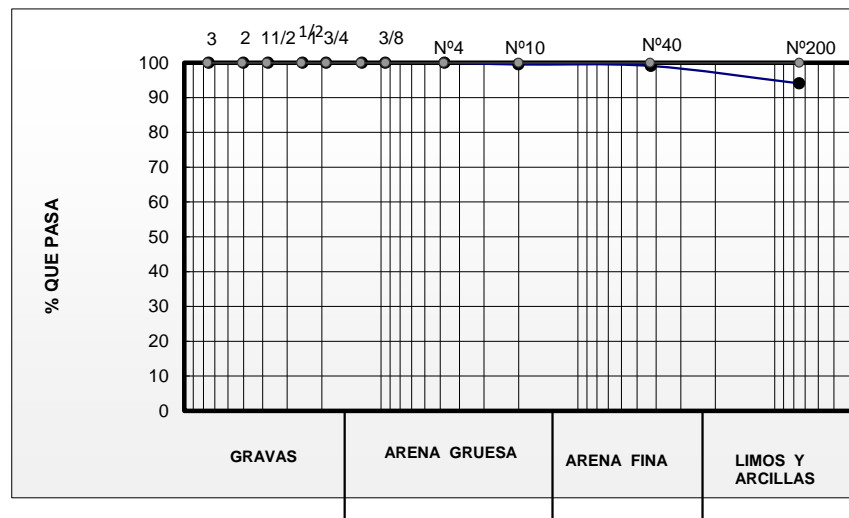 3 2 11/2 1 1/2 3/4 3/8 Nº4 Nº10 Nº40 Nº200
100
90
80
70
60
50
40
30
20
10
0
% QUE PASA
GRAVAS
ARENA GRUESA
ARENA FINA
LIMOS Y
ARCILLAS